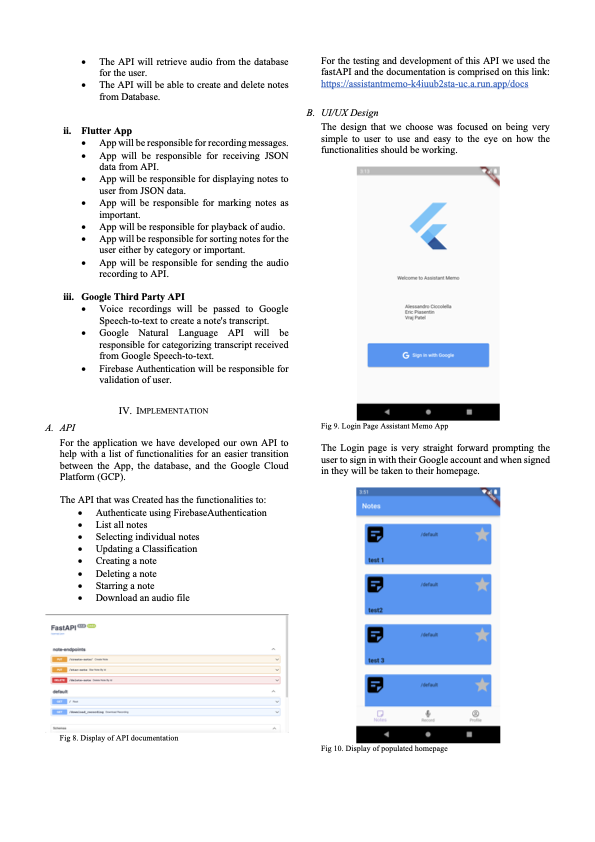 • The API will retrieve audio from the database
for the user.
• The API will be able to create and delete notes
from Database.
ii. Flutter App
• App will be responsible for recording messages.
• App will be responsible for receiving JSON
data from API.
• App will be responsible for displaying notes to
user from JSON data.
• App will be responsible for marking notes as
important.
• App will be responsible for playback of audio.
• App will be responsible for sorting notes for the
user either by category or important.
• App will be responsible for sending the audio
recording to API.
iii. Google Third Party API
• Voice recordings will be passed to Google
Speech-to-text to create a note's transcript.
• Google Natural Language API will be
responsible for categorizing transcript received
from Google Speech-to-text.
• Firebase Authentication will be responsible for
validation of user.
IV. IMPLEMENTATION
A. API
For the application we have developed our own API to
help with a list of functionalities for an easier transition
between the App, the database, and the Google Cloud
Platform (GCP).
The API that was Created has the functionalities to:
• Authenticate using FirebaseAuthentication
• List all notes
• Selecting individual notes
• Updating a Classification
• Creating a note
• Deleting a note
• Starring a note
• Download an audio file
FastAPI
note-endpoints
DELETE
default
Fig 8. Display of API documentation
For the testing and development of this API we used the
fastAPI and the documentation is comprised on this link:
https://assistantmemo-k4iuub2sta-uc.a.run.app/docs
B. UI/UX Design
The design that we choose was focused on being very
simple to user to use and easy to the eye on how the
functionalities should be working.
3:13
Welcome to Assistant Memo
Alessandro Ciccolella
Eric Piasentin
Vraj Patel
G Sign in with Google
Fig 9. Login Page Assistant Memo App
The Login page is very straight forward prompting the
user to sign in with their Google account and when signed
in they will be taken to their homepage.
3:51
Notes
/default
test 1
/default
test2
/default
test 3
/default
Notes Record Profile
Fig 10. Display of populated homepage